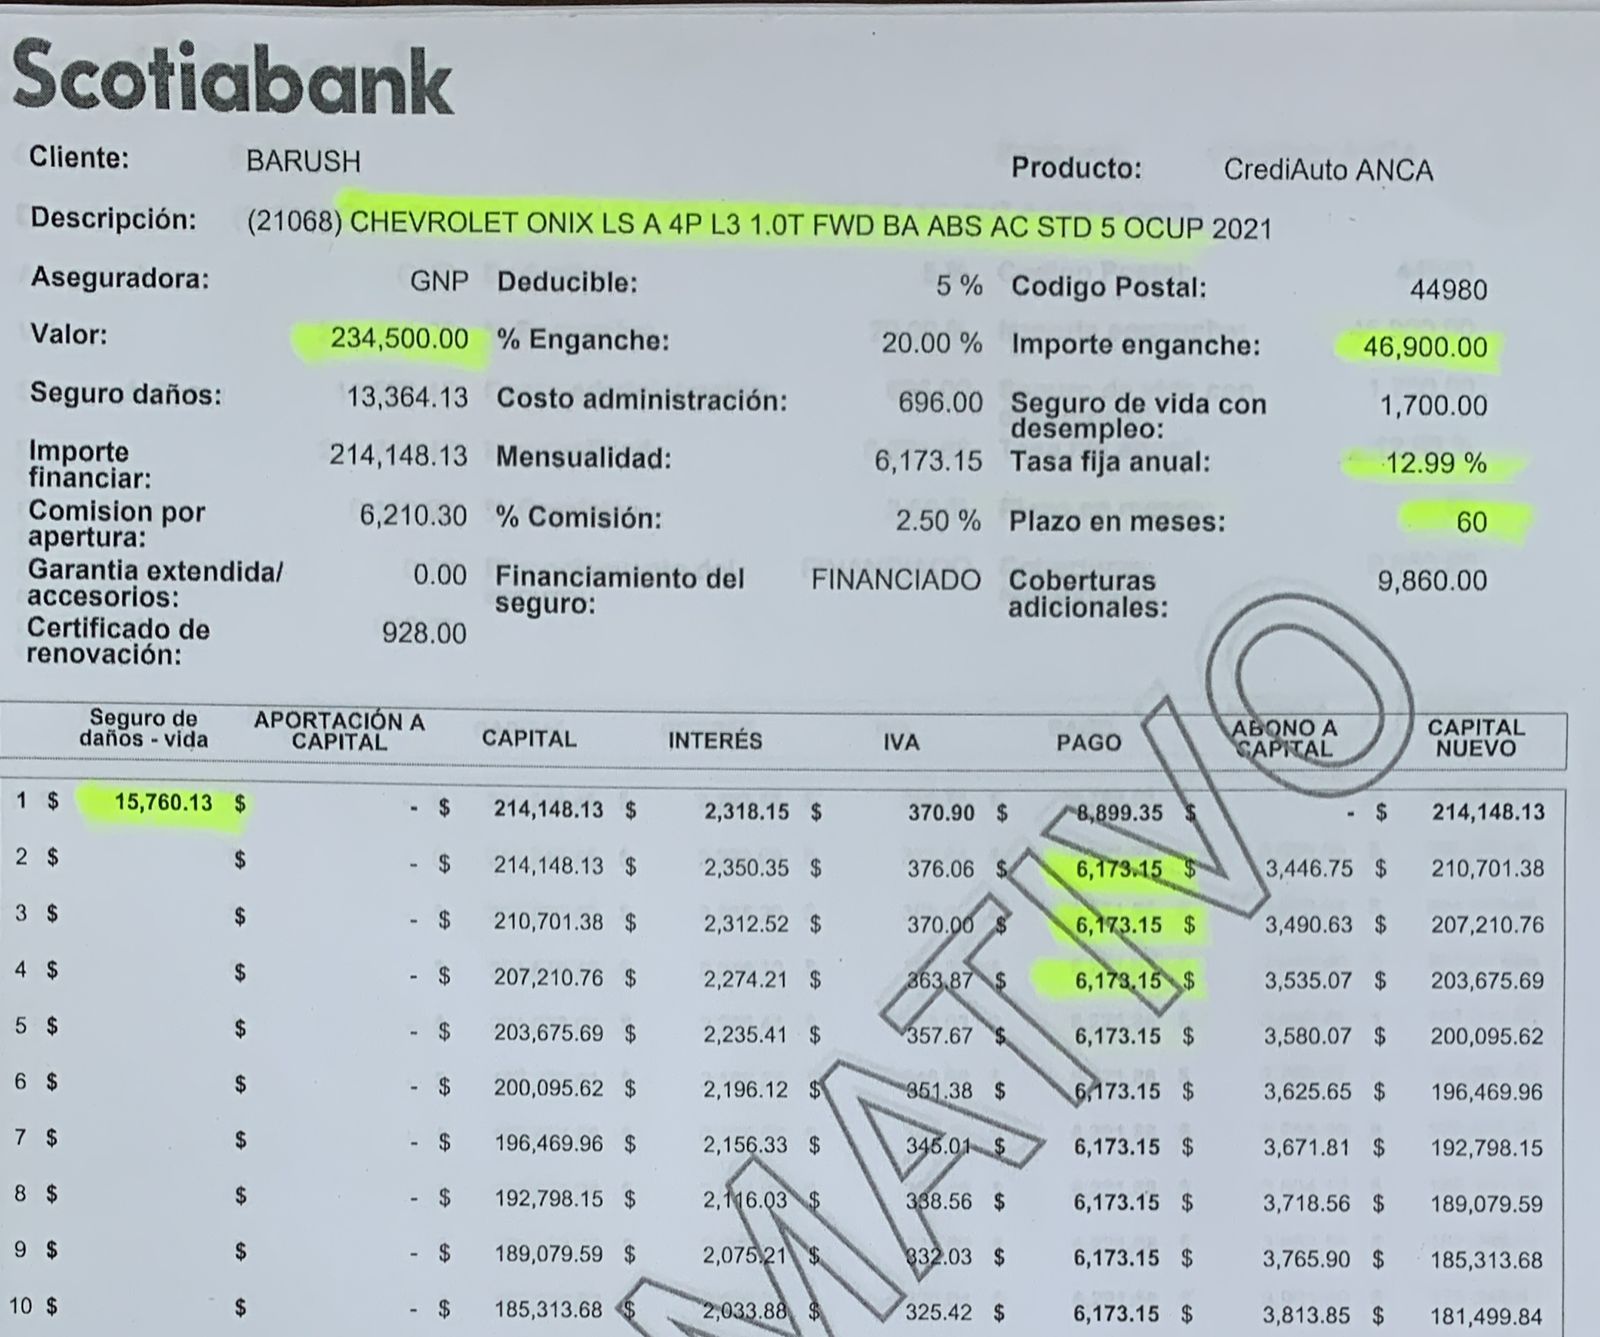 Scotiabank
Cliente: BARUSH Producto: CrediAuto ANCA
Descripción: (21068) CHEVROLET ONIX LS A 4P L3 1.0T FWD BA ABS AC STD 5 OCUP 2021
Aseguradora: GNP Deducible: 5 % Codigo Postal: 44980
Valor: 234,500.00 % Enganche: 20.00 % Importe enganche: 46,900.00
Seguro daños: 13,364.13 Costo administración: 696.00 Seguro de vida con desempleo: 1,700.00
Importe financiar: 214,148.13 Mensualidad: 6,173.15 Tasa fija anual: 12.99 %
Comision por apertura: 6,210.30 % Comisión: 2.50 % Plazo en meses: 60
Garantia extendida/ accesorios: 0.00 Financiamiento del seguro: FINANCIADO Coberturas adicionales: 9,860.00
Certificado de renovación: 928.00
Seguro de daños - vida APORTACIÓN A CAPITAL CAPITAL INTERÉS IVA PAGO ABONO A CAPITAL CAPITAL NUEVO
1 $ 15,760.13 $ - $ 214,148.13 $ 2,318.15 $ 370.90 $ 8,899.35 $ - $ 214,148.13
2 $ $ - $ 214,148.13 $ 2,350.35 $ 376.06 $ 6,173.15 $ 3,446.75 $ 210,701.38
3 $ $ - $ 210,701.38 $ 2,312.52 $ 370.00 $ 6,173.15 $ 3,490.63 $ 207,210.76
4 $ $ - $ 207,210.76 $ 2,274.21 $ 363.87 $ 6,173.15 $ 3,535.07 $ 203,675.69
5 $ $ - $ 203,675.69 $ 2,235.41 $ 357.67 $ 6,173.15 $ 3,580.07 $ 200,095.62
6 $ $ - $ 200,095.62 $ 2,196.12 $ 351.38 $ 6,173.15 $ 3,625.65 $ 196,469.96
7 $ $ - $ 196,469.96 $ 2,156.33 $ 345.01 $ 6,173.15 $ 3,671.81 $ 192,798.15
8 $ $ - $ 192,798.15 $ 2,116.03 $ 338.56 $ 6,173.15 $ 3,718.56 $ 189,079.59
9 $ $ - $ 189,079.59 $ 2,075.21 $ 332.03 $ 6,173.15 $ 3,765.90 $ 185,313.68
10 $ $ - $ 185,313.68 $ 2,033.88 $ 325.42 $ 6,173.15 $ 3,813.85 $ 181,499.84
MATIVO